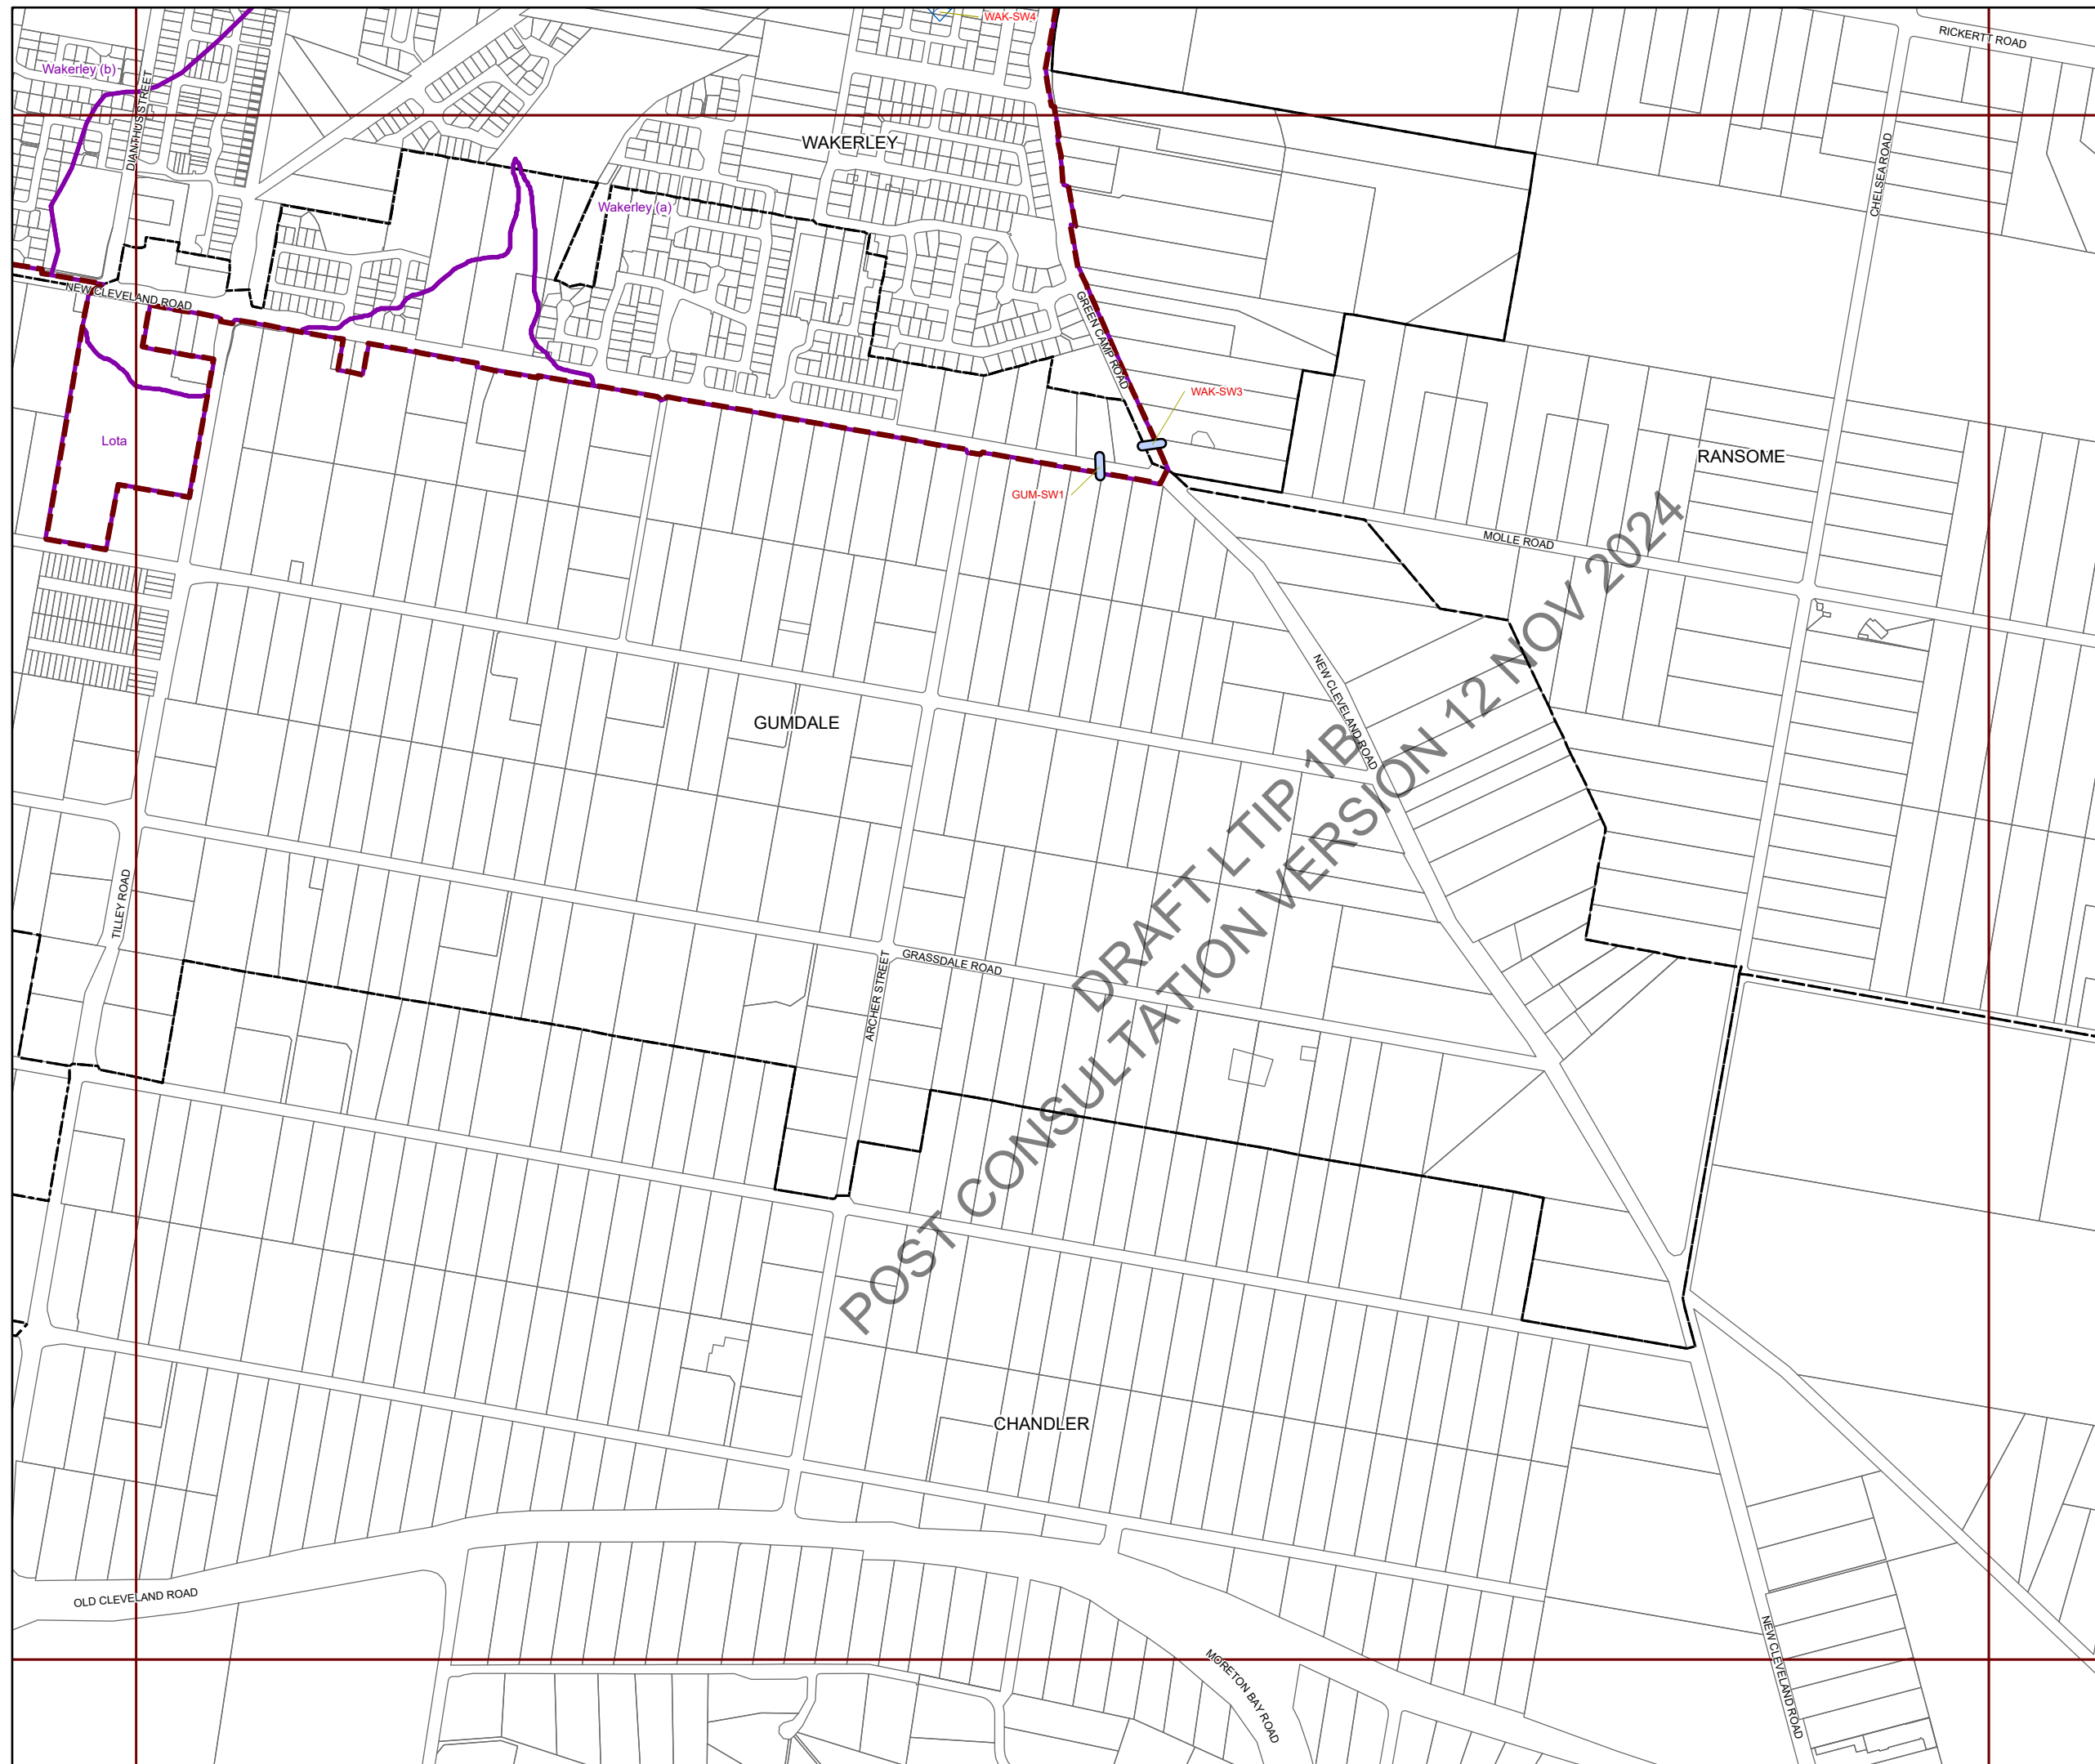 WAK-SW4
RICKERTT ROAD
Wakerley (b)
DIANTHUS STREET
WAKERLEY
CHELSEA ROAD
Wakerley (a)
NEW CLEVELAND ROAD
GREEN CAMP ROAD
WAK-SW3
Lota
RANSOME
GUM-SW1
MOLLE ROAD
NEW CLEVELAND ROAD
GUMDALE
DRAFT LTIP 1B
POST CONSULTATION VERSION 12 NOV 2024
TILLEY ROAD
GRASSDALE ROAD
ARCHER STREET
CHANDLER
OLD CLEVELAND ROAD
MORETON BAY ROAD
NEW CLEVELAND ROAD